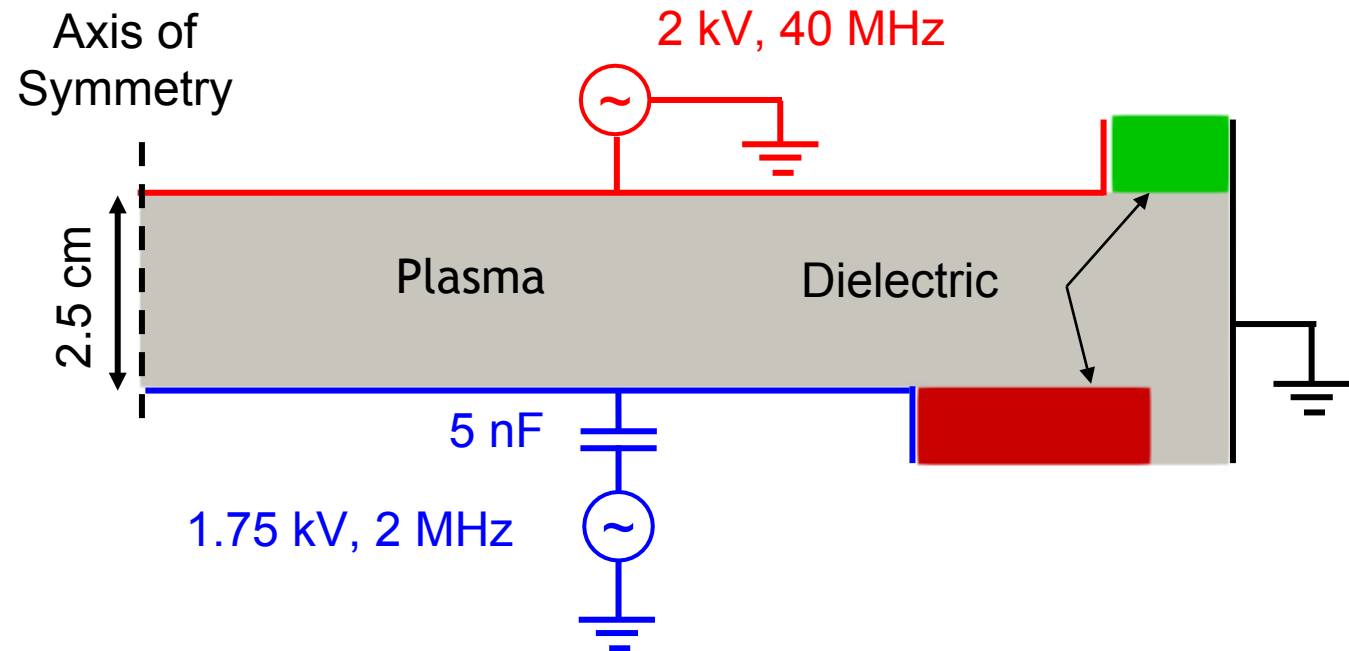 Axis of
Symmetry
2 kV, 40 MHz
~
2.5 cm
Plasma
Dielectric
5 nF
1.75 kV, 2 MHz
~